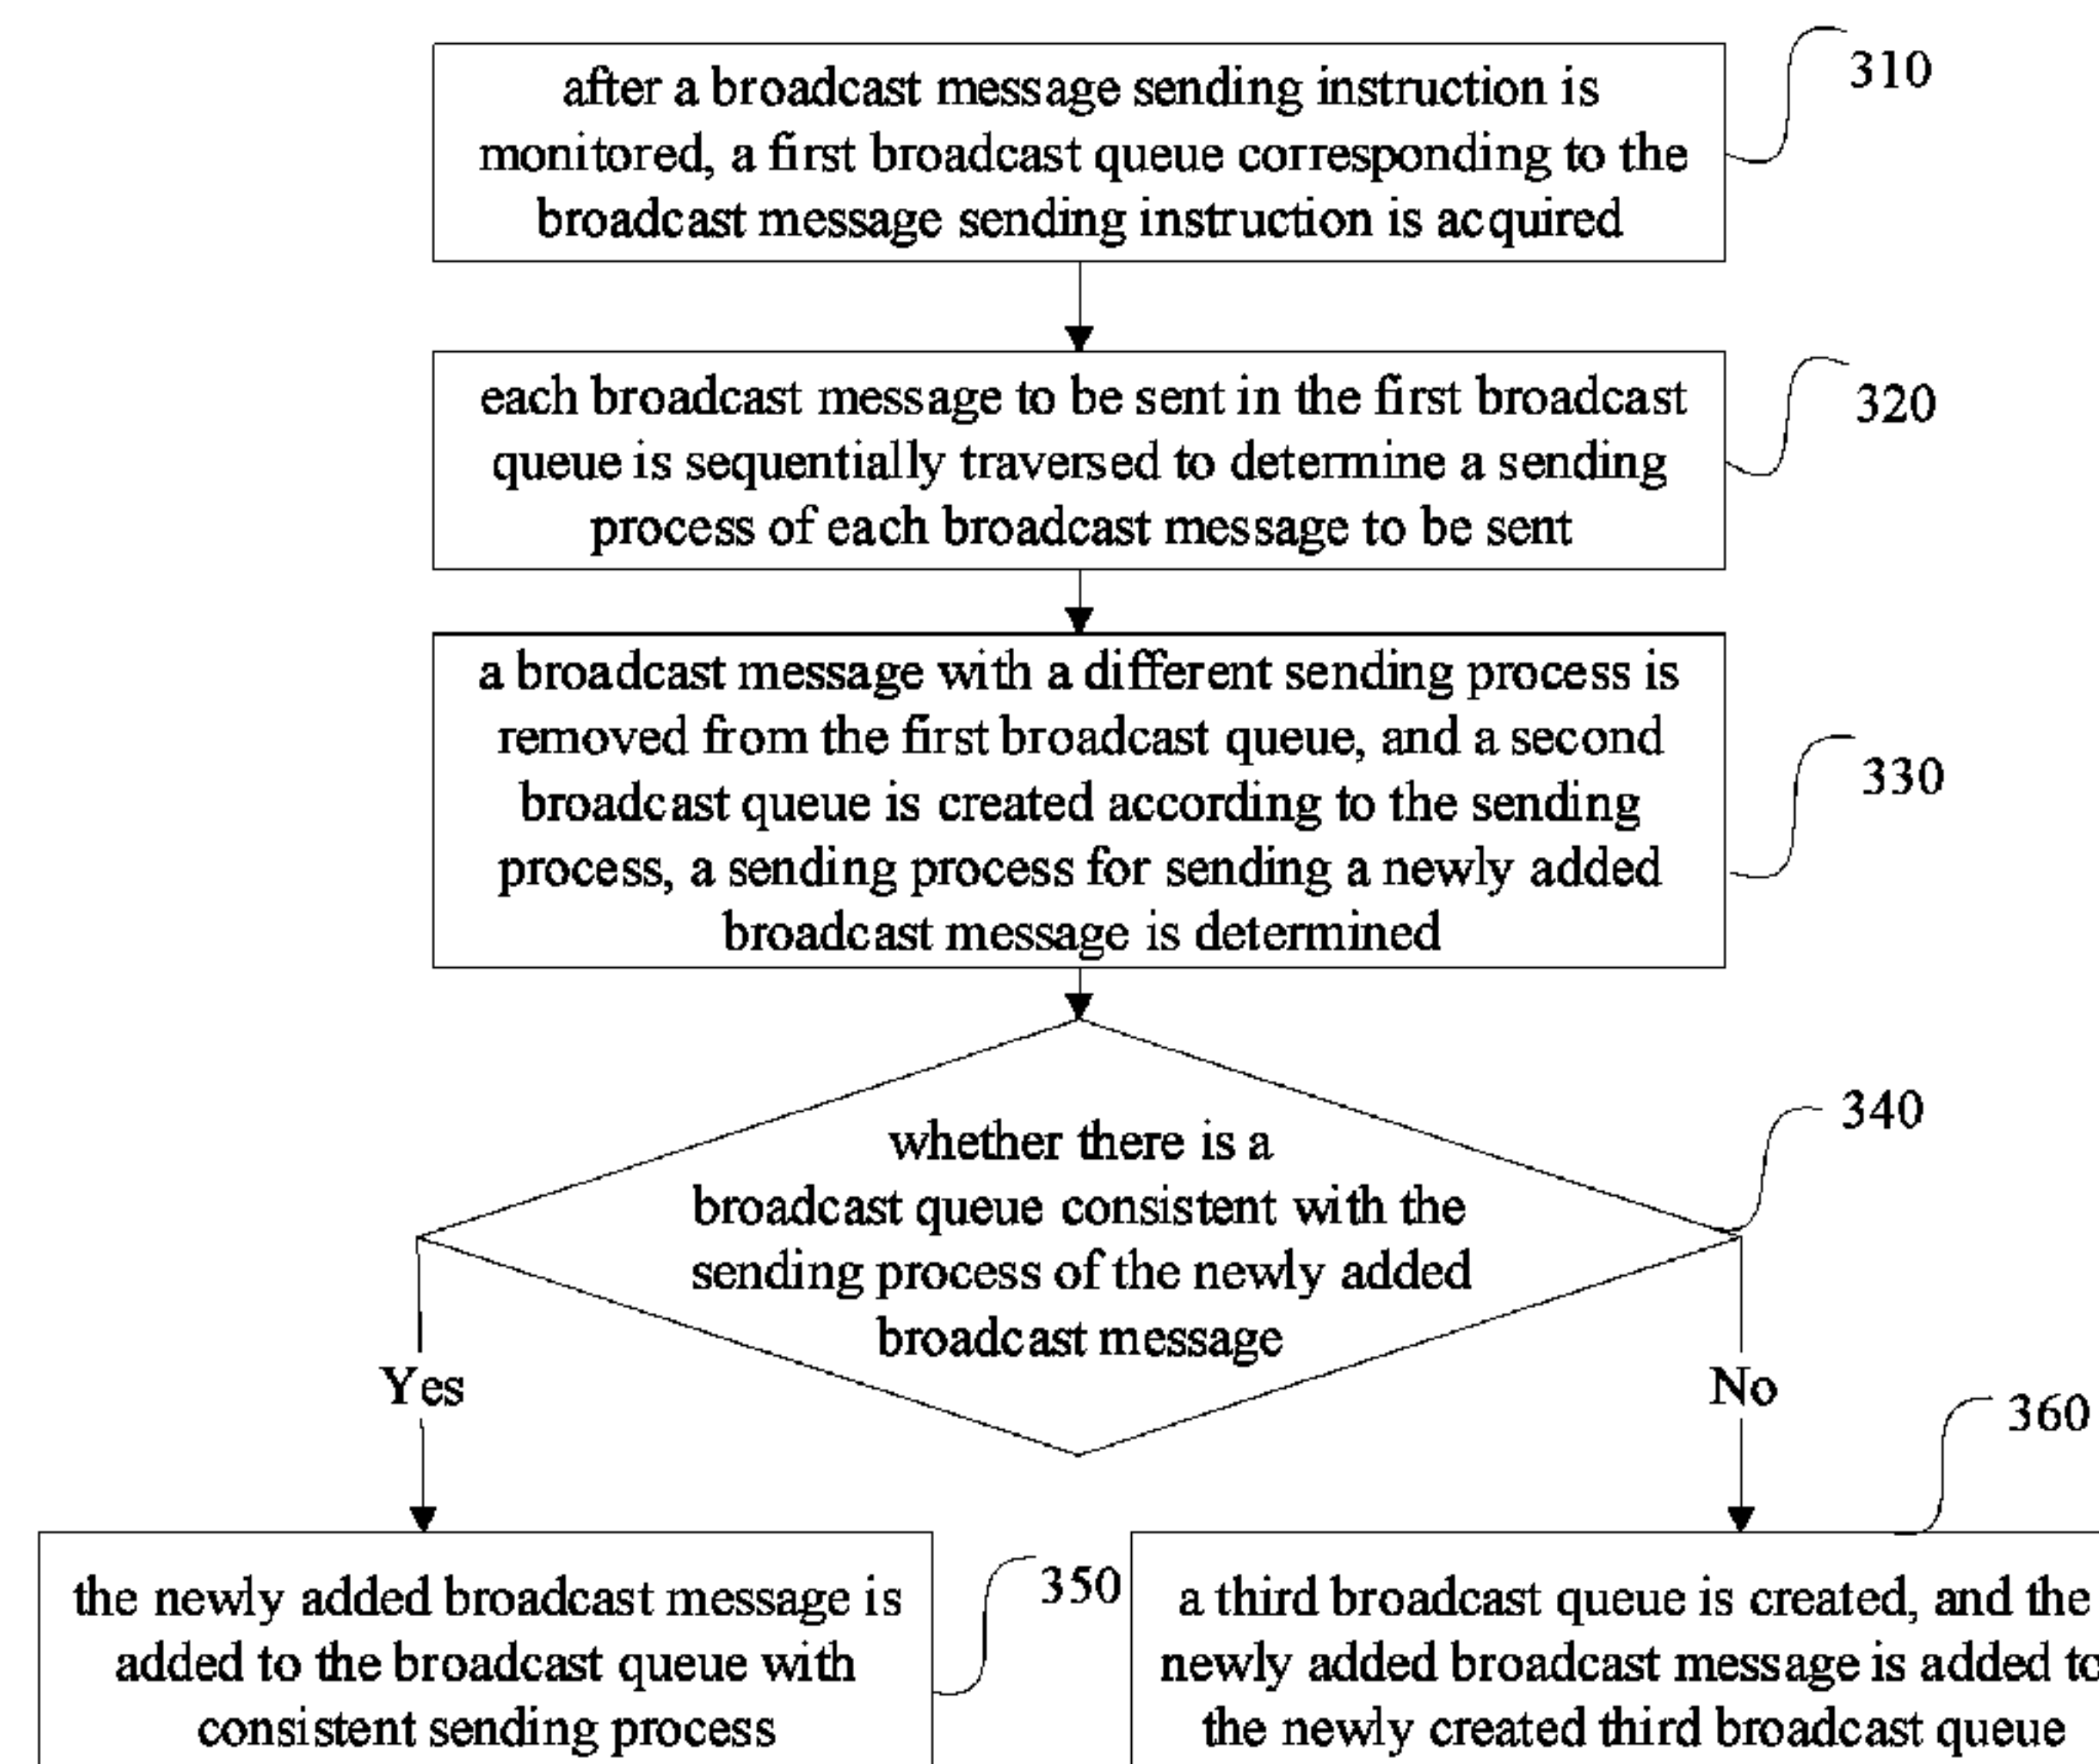 after a broadcast message sending instruction is
monitored, a first broadcast queue corresponding to the
broadcast message sending instruction is acquired
310
each broadcast message to be sent in the first broadcast
queue is sequentially traversed to determine a sending
process of each broadcast message to be sent
320
a broadcast message with a different sending process is
removed from the first broadcast queue, and a second
broadcast queue is created according to the sending
process, a sending process for sending a newly added
broadcast message is determined
330
whether there is a
broadcast queue consistent with the
sending process of the newly added
broadcast message
340
Yes
No
the newly added broadcast message is
added to the broadcast queue with
consistent sending process
350
a third broadcast queue is created, and the
newly added broadcast message is added to
the newly created third broadcast queue
360